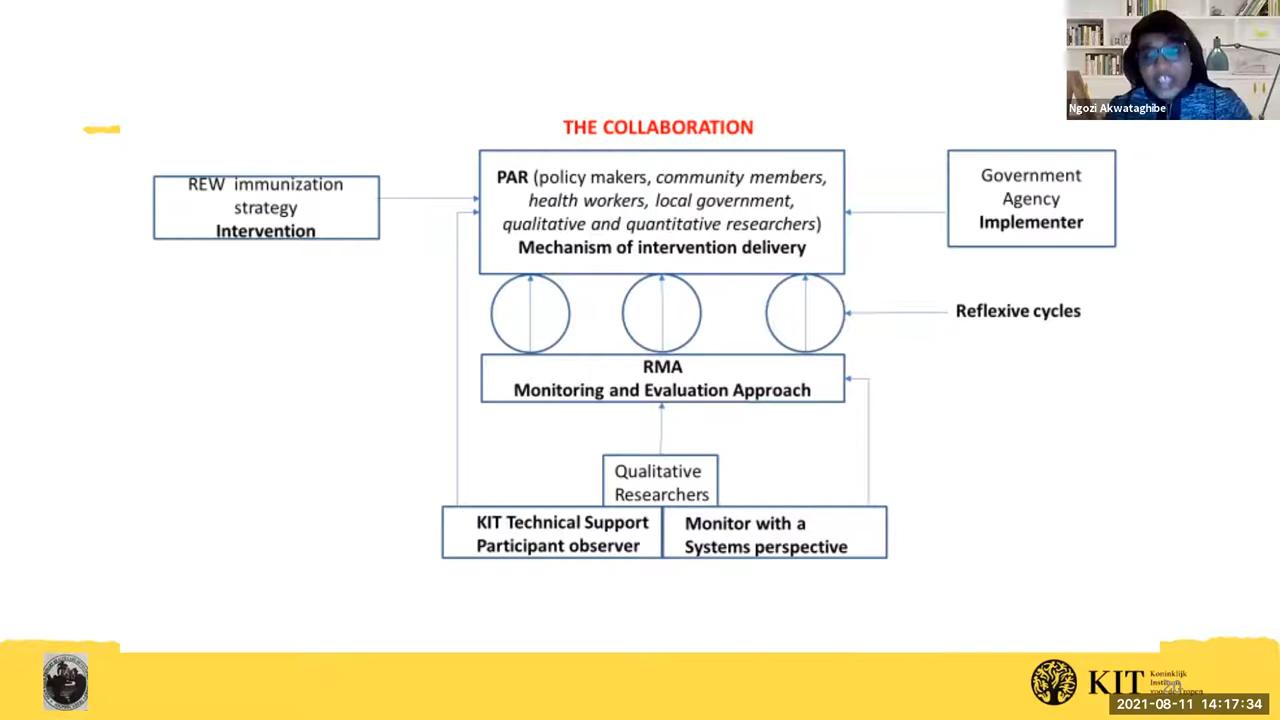 Ngozi Akwataghibe
THE COLLABORATION
REW immunization
strategy
Intervention
PAR (policy makers, community members,
health workers, local government,
qualitative and quantitative researchers)
Mechanism of intervention delivery
Government
Agency
Implementer
Reflexive cycles
RMA
Monitoring and Evaluation Approach
Qualitative
Researchers
KIT Technical Support
Participant observer
Monitor with a
Systems perspective
KIT
Koninklijk
2021-08-11 14:17:34